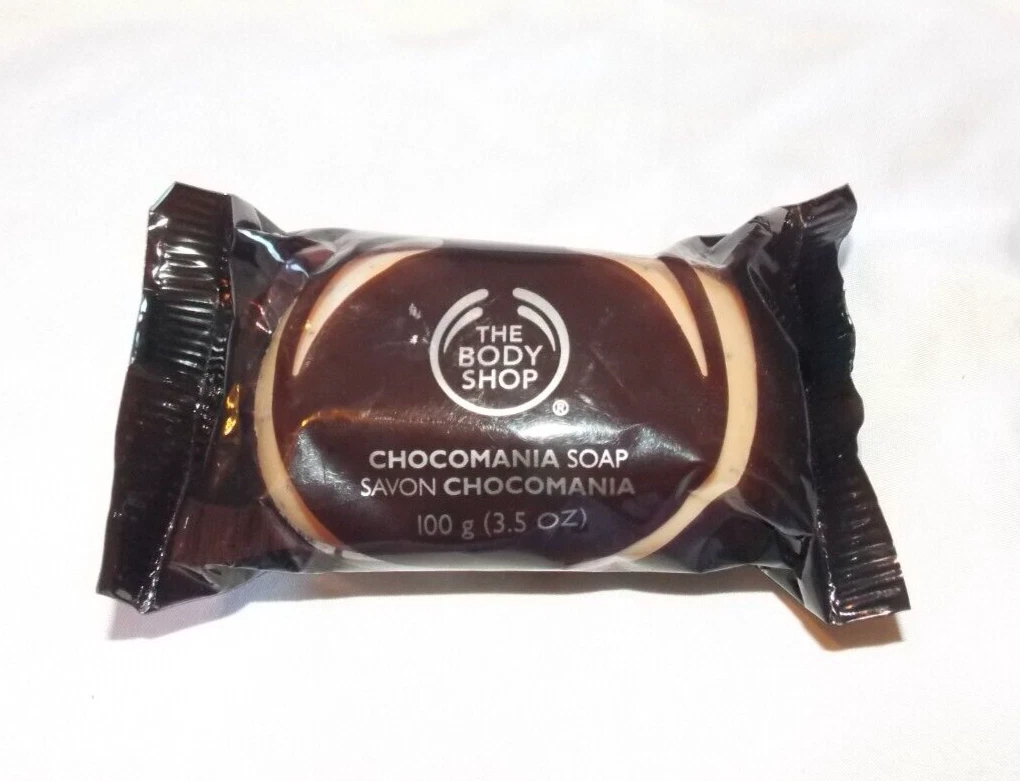 THE
BODY
SHOP
®
CHOCOMANIA SOAP
SAVON CHOCOMANIA
100 g (3.5 OZ)